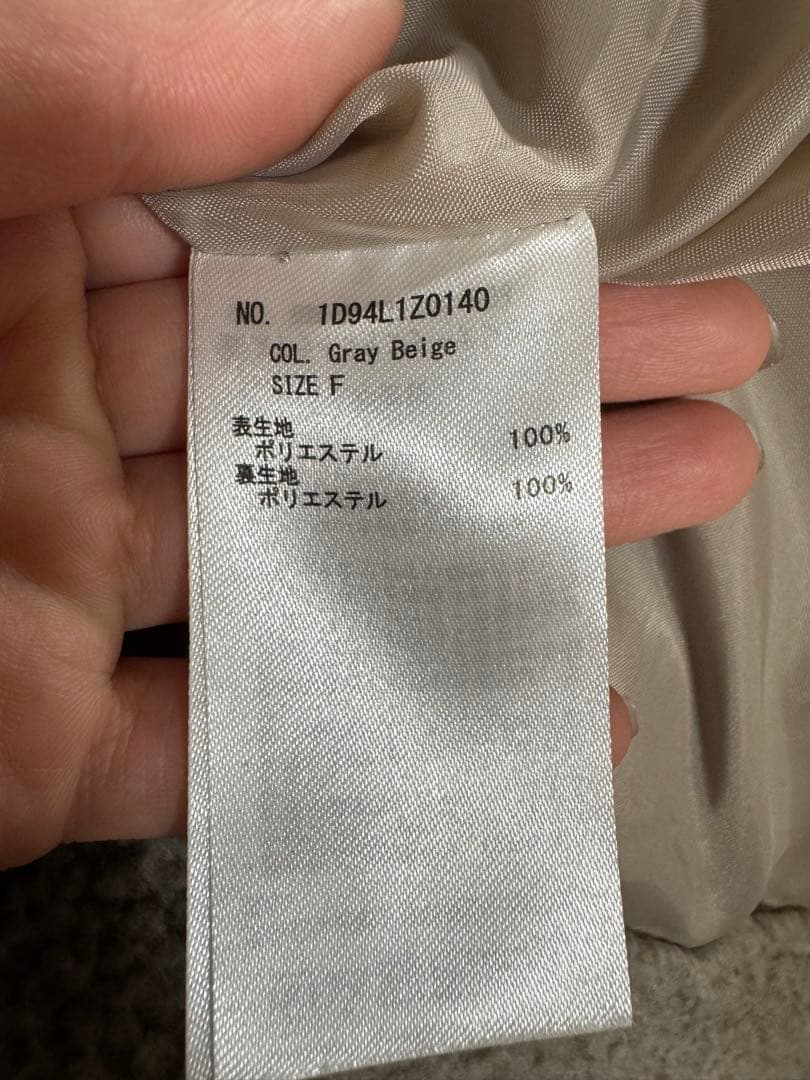 NO. 1D94L1Z0140
COL. Gray Beige
SIZE F
表生地
ポリエステル 100%
裏生地
ポリエステル 100%